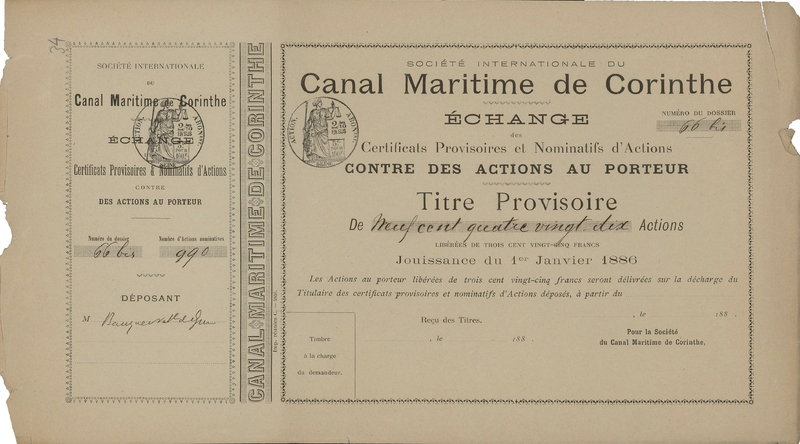 34
SOCIÉTÉ INTERNATIONALE
DU
Canal Maritime de Corinthe
ÉCHANGE
des
Certificats Provisoires & Nominatifs d'Actions
CONTRE
DES ACTIONS AU PORTEUR
Numéro du dossier
Nombre d'Actions nominatives
66 bis
990
DÉPOSANT
M
CANAL MARITIME DE CORINTHE
SOCIÉTÉ INTERNATIONALE DU
Canal Maritime de Corinthe
ÉCHANGE
NUMÉRO DU DOSSIER
66 bis
des
Certificats Provisoires et Nominatifs d'Actions
CONTRE DES ACTIONS AU PORTEUR
ACTION. ABONNT
Titre Provisoire
De Neuf cent quatre vingt-dix Actions
LIBÉRÉES DE TROIS CENT VINGT-CINQ FRANCS
Jouissance du 1er Janvier 1886
Les Actions au porteur libérées de trois cent vingt-cinq francs seront délivrées sur la décharge du
Titulaire des certificats provisoires et nominatifs d'Actions déposés, à partir du 188 .
Reçu des Titres,
, le 188 .
Timbre
à la charge
du demandeur.
Pour la Société
du Canal Maritime de Corinthe,